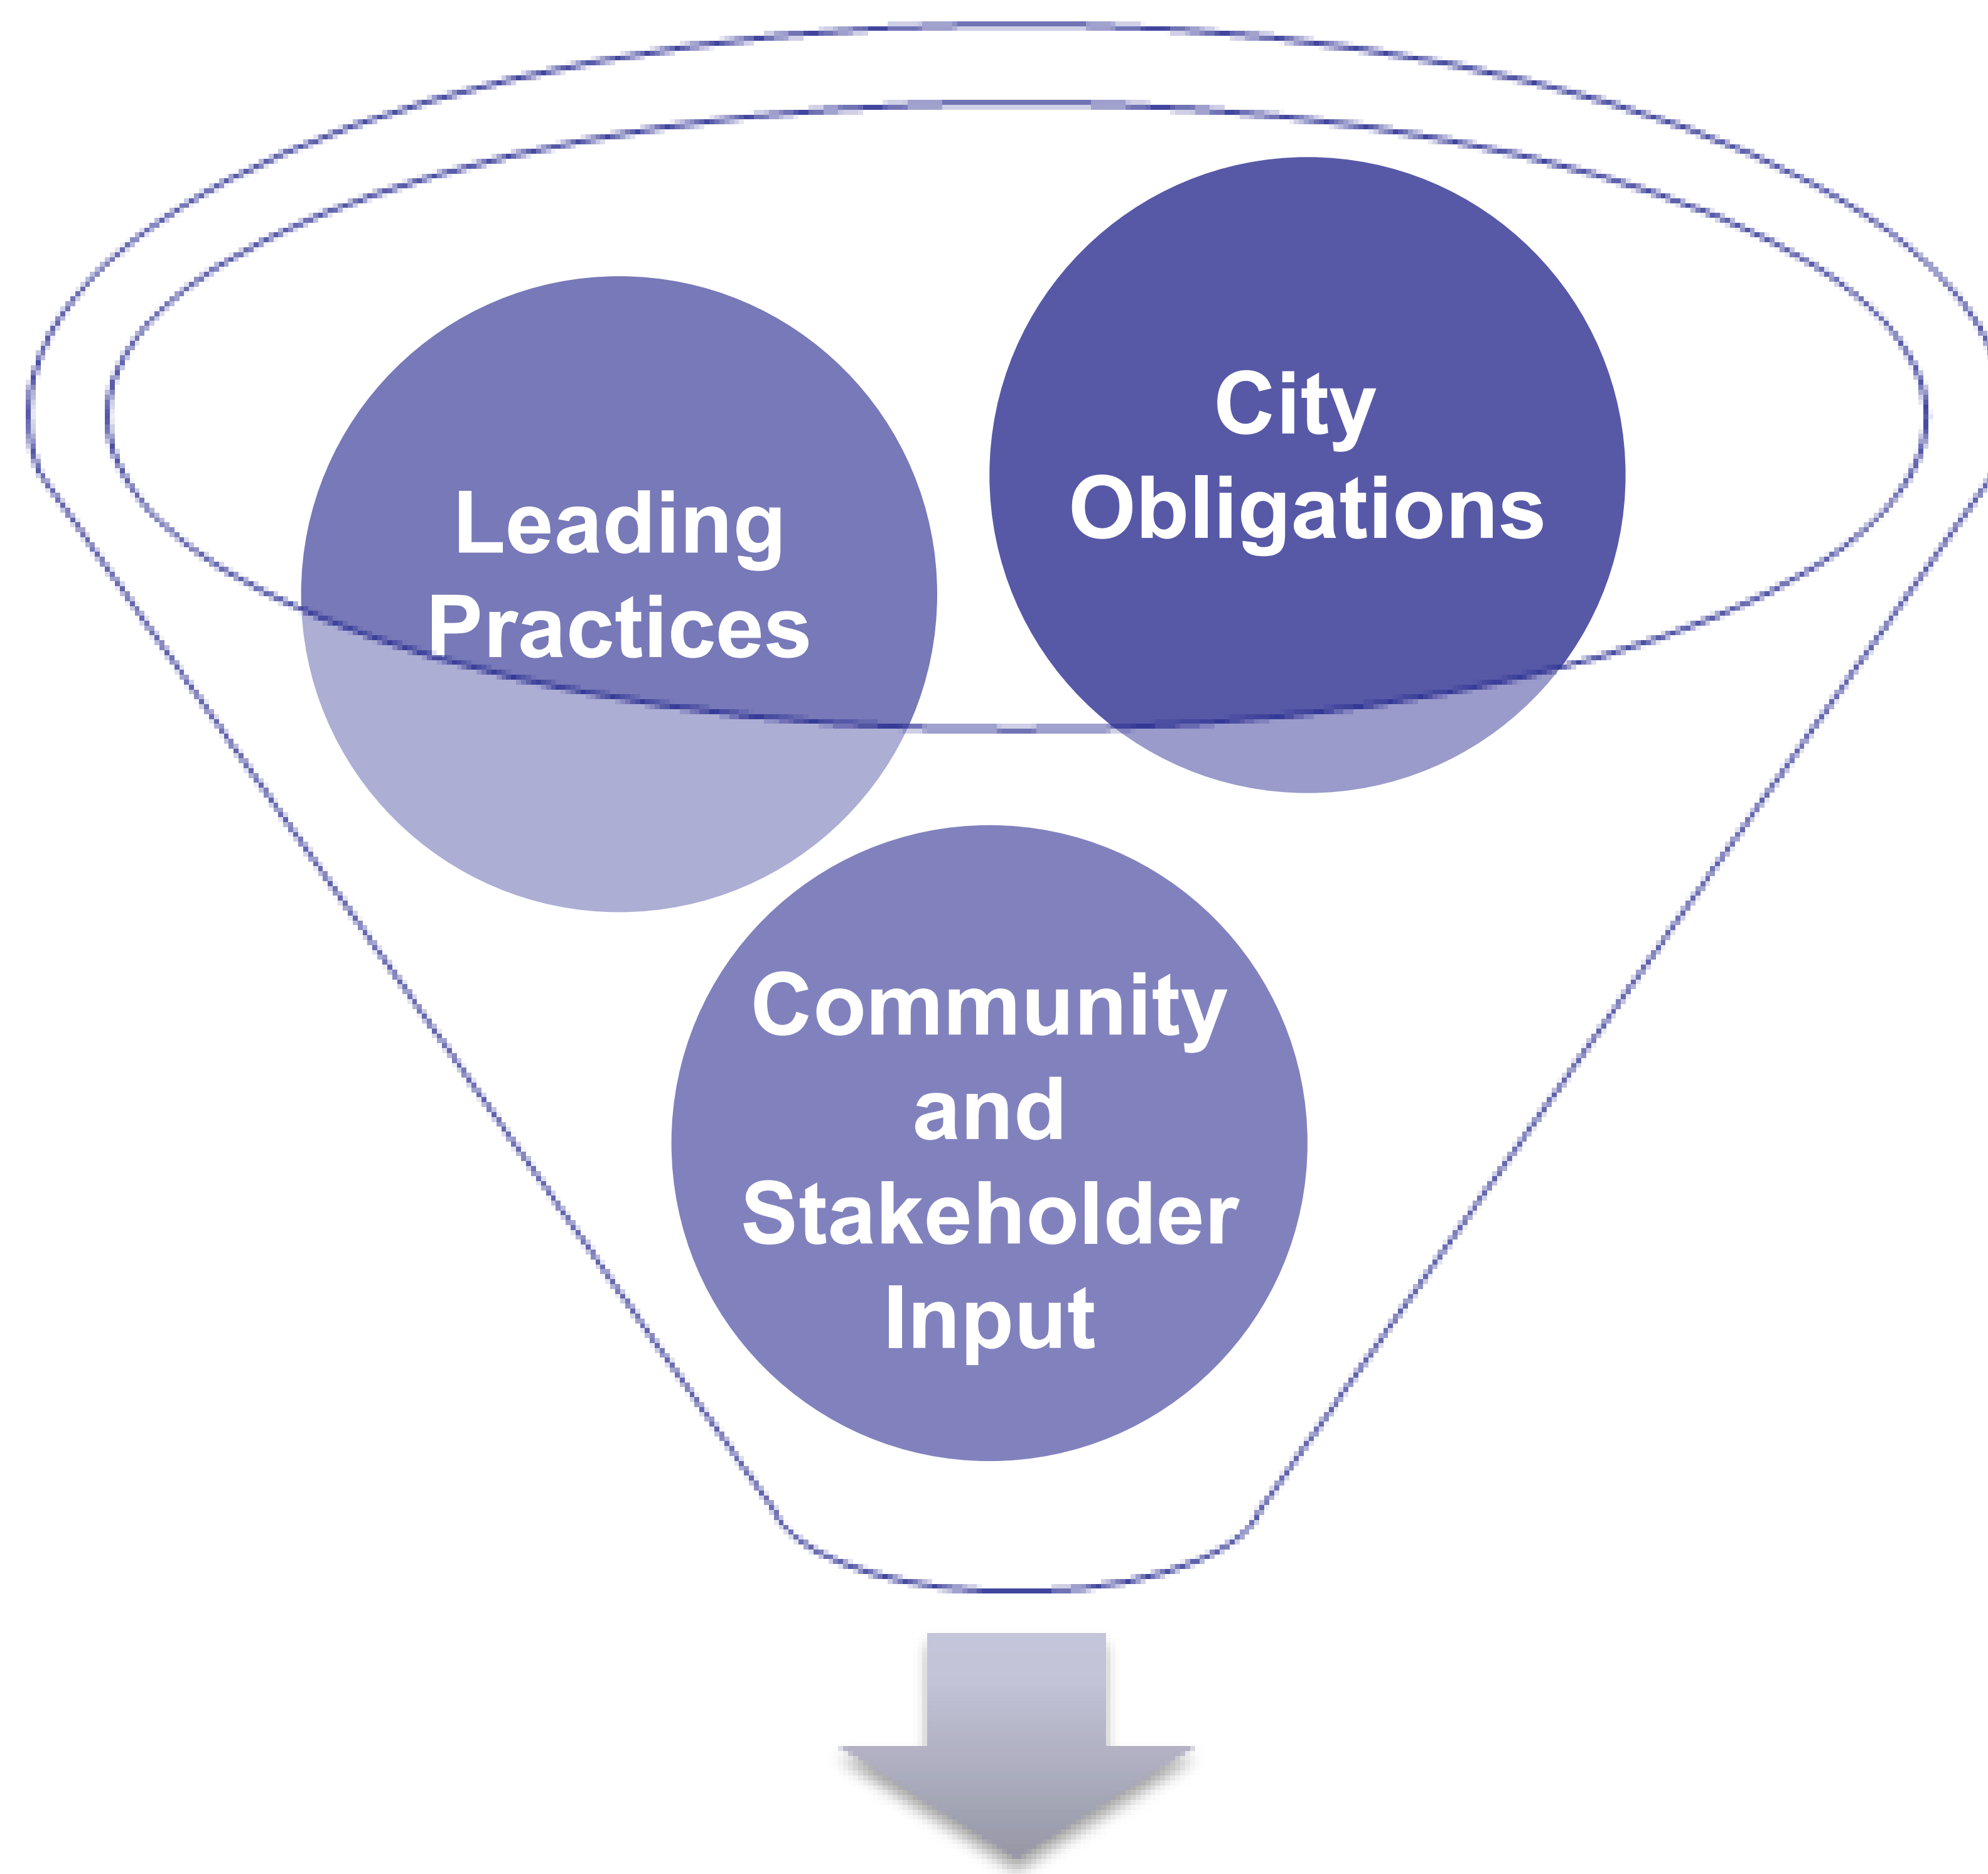 City
Obligations
Leading
Practices
Community
and
Stakeholder
Input